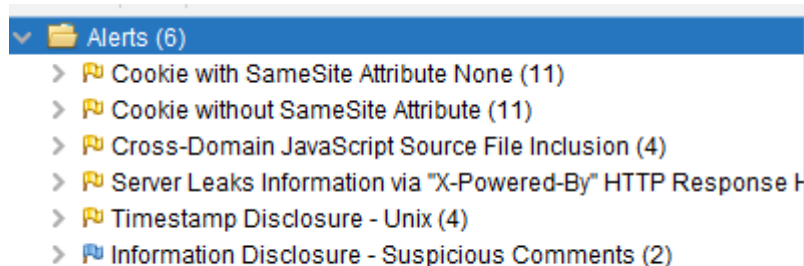 Alerts (6)
Cookie with SameSite Attribute None (11)
Cookie without SameSite Attribute (11)
Cross-Domain JavaScript Source File Inclusion (4)
Server Leaks Information via "X-Powered-By" HTTP Response H
Timestamp Disclosure - Unix (4)
Information Disclosure - Suspicious Comments (2)